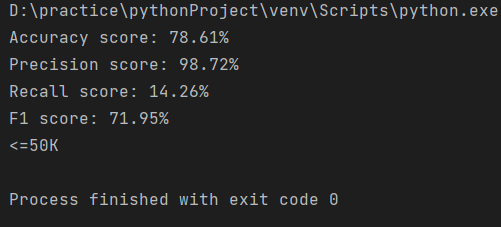 D:\practice\pythonProject\venv\Scripts\python.exe
Accuracy score: 78.61%
Precision score: 98.72%
Recall score: 14.26%
F1 score: 71.95%
<=50K
Process finished with exit code 0